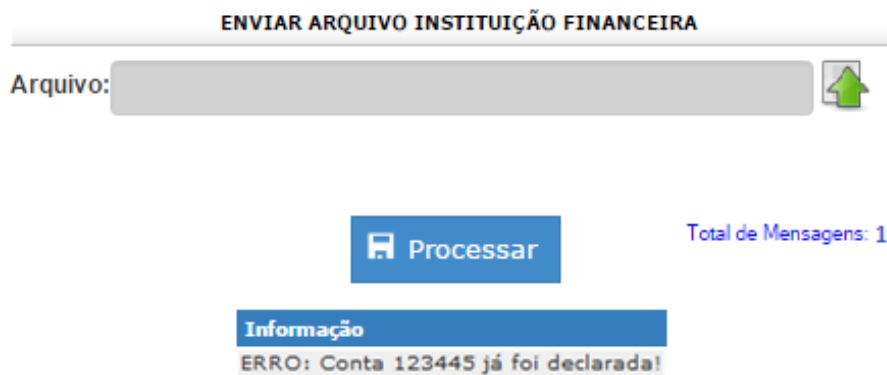 ENVIAR ARQUIVO INSTITUIÇÃO FINANCEIRA
Arquivo:
Processar
Total de Mensagens: 1
Informação
ERRO: Conta 123445 já foi declarada!